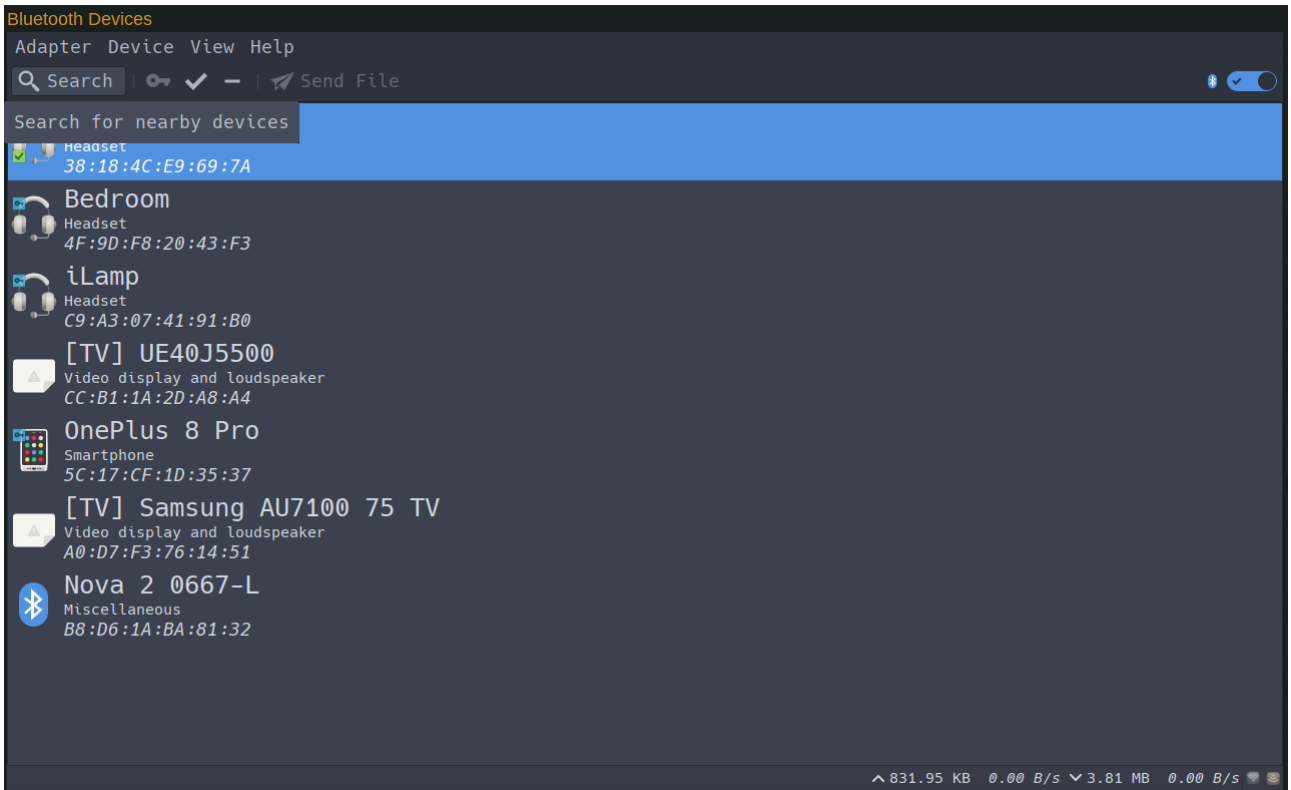 Bluetooth Devices
Adapter Device View Help
Search Send File
Search for nearby devices
Headset
38:18:4C:E9:69:7A
Bedroom
Headset
4F:9D:F8:20:43:F3
iLamp
Headset
C9:A3:07:41:91:B0
[TV] UE40J5500
Video display and loudspeaker
CC:B1:1A:2D:A8:A4
OnePlus 8 Pro
Smartphone
5C:17:CF:1D:35:37
[TV] Samsung AU7100 75 TV
Video display and loudspeaker
A0:D7:F3:76:14:51
Nova 2 0667-L
Miscellaneous
B8:D6:1A:BA:81:32
831.95 KB 0.00 B/s 3.81 MB 0.00 B/s